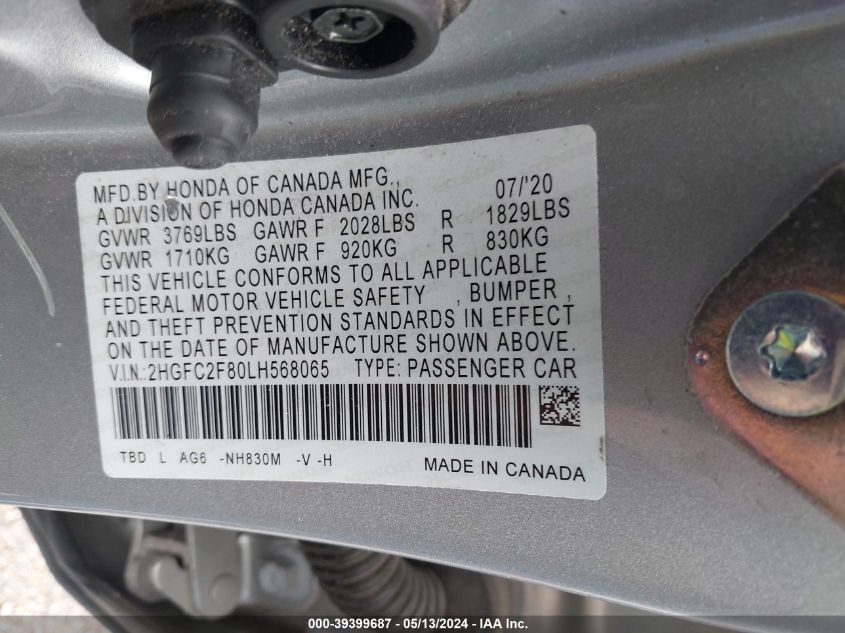 MFD.BY HONDA OF CANADA MFG., 07/'20
A DIVISION OF HONDA CANADA INC.
GVWR 3769LBS GAWR F 2028LBS R 1829LBS
GVWR 1710KG GAWR F 920KG R 830KG
THIS VEHICLE CONFORMS TO ALL APPLICABLE
FEDERAL MOTOR VEHICLE SAFETY , BUMPER ,
AND THEFT PREVENTION STANDARDS IN EFFECT
ON THE DATE OF MANUFACTURE SHOWN ABOVE.
V.I.N.:2HGFC2F80LH568065 TYPE: PASSENGER CAR
TBD L AG6 -NH830M -V -H MADE IN CANADA
000-39399687 - 05/13/2024 - IAAI Inc.